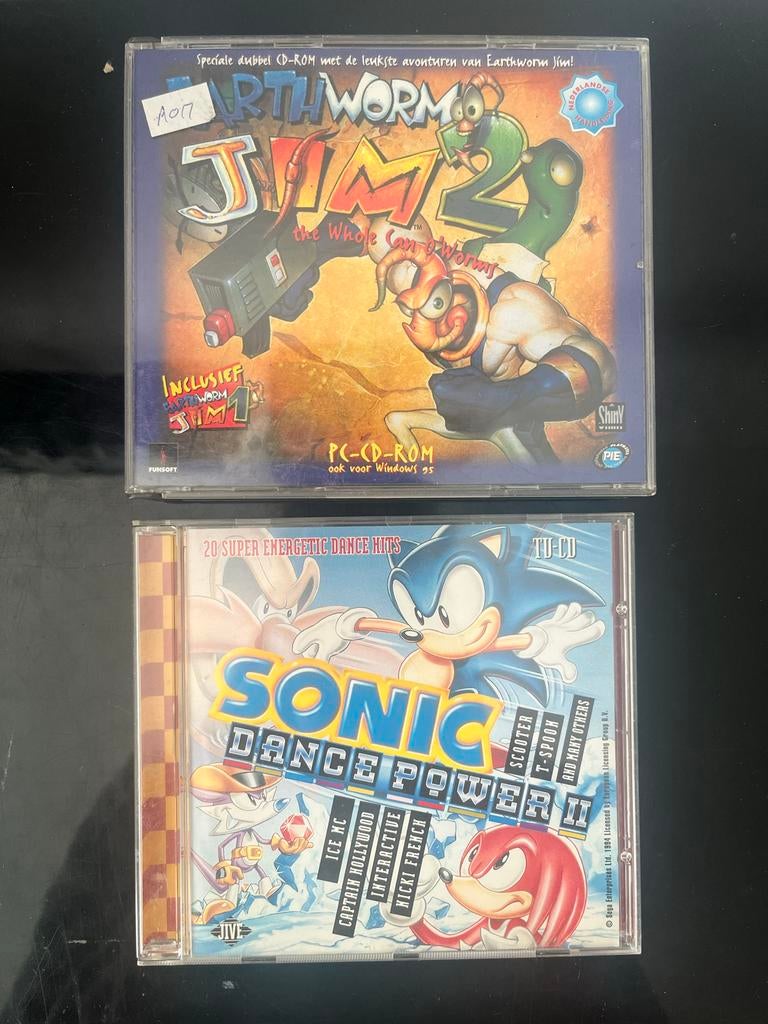 Speciale dubbel CD-ROM met de leukste avonturen van Earthworm Jim!
A017
EARTHWORM
JIM 2
™
the Whole Can O'Worms
NEDERLANDSE
HANDLEIDING
INCLUSIEF
EARTHWORM
JIM 1
FUNSOFT
PC-CD-ROM
ook voor Windows 95
Shiny
PIE
20 SUPER ENERGETIC DANCE HITS
TU-CD
SONIC
DANCE POWER II
SCOOTER
T-SPOON
AND MANY OTHERS
ICE MC
CAPTAIN HOLLYWOOD
INTERACTIVE
NICKI FRENCH
JIVE
© Sega Enterprises Ltd. 1994 Licensed by European Licensing Group B.V.